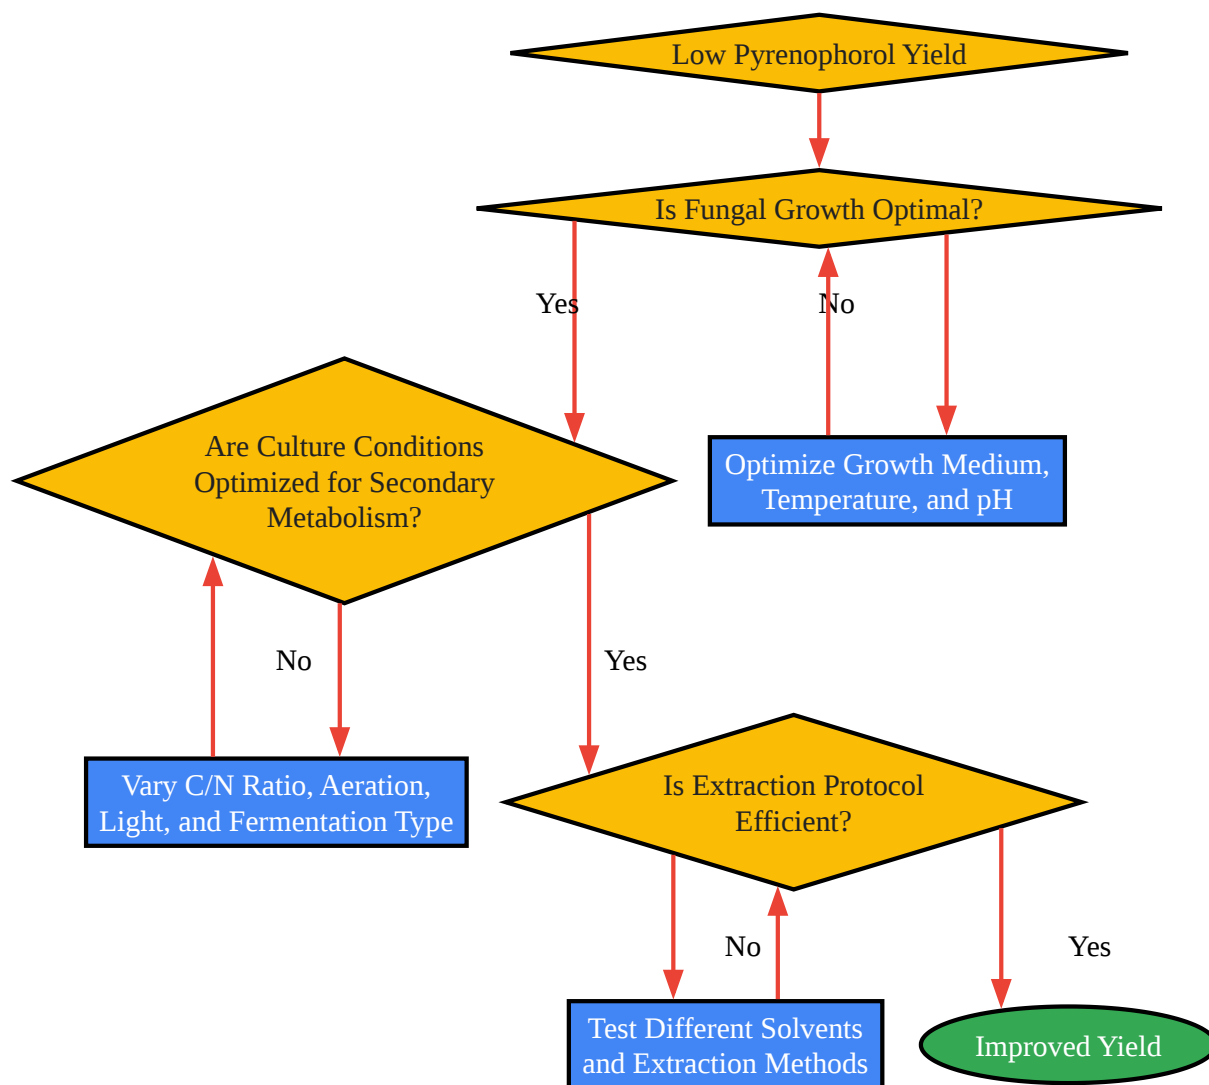 Low Pyrenophorol Yield
Is Fungal Growth Optimal?
Yes
No
Are Culture Conditions
Optimized for Secondary
Metabolism?
Optimize Growth Medium,
Temperature, and pH
No
Yes
Vary C/N Ratio, Aeration,
Light, and Fermentation Type
Is Extraction Protocol
Efficient?
No
Yes
Test Different Solvents
and Extraction Methods
Improved Yield